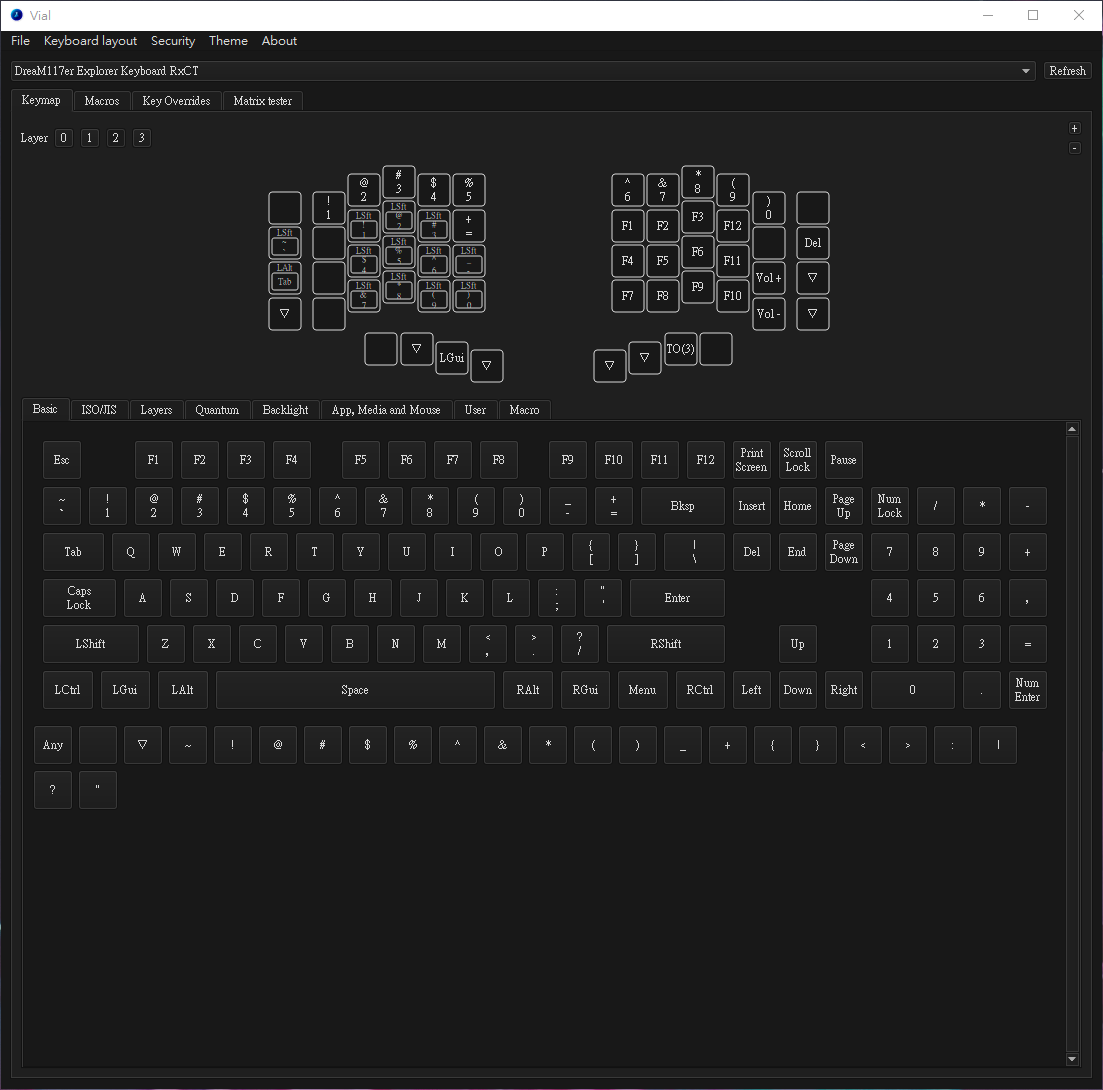 Vial
File Keyboard layout Security Theme About
DreaM117er Explorer Keyboard RxCT Refresh
Keymap Macros Key Overrides Matrix tester
+
Layer 0 1 2 3
-
# *
@ 3 $ % ^ & 8 (
2 4 5 6 7 9
! LSft )
1 @ 0
LSft 2 LSft + F1 F2 F3 F12
! # =
1 3
LSft LSft Del
~ %
` LSft 5 LSft LSft F4 F5 F6 F11
$ ^ _
4 6 -
LAlt LSft Vol + ▽
Tab *
LSft 8 LSft LSft F7 F8 F9 F10
& ( )
7 9 0
▽ Vol - ▽
▽ LGui ▽ ▽ ▽ TO(3)
Basic ISO/JIS Layers Quantum Backlight App, Media and Mouse User Macro
Esc F1 F2 F3 F4 F5 F6 F7 F8 F9 F10 F11 F12 Print Scroll Pause
Screen Lock
~ ! @ # $ % ^ & * ( ) _ + Bksp Insert Home Page Num / * -
` 1 2 3 4 5 6 7 8 9 0 - = Up Lock
Tab Q W E R T Y U I O P { } | Del End Page 7 8 9 +
[ ] \ Down
Caps A S D F G H J K L : " Enter 4 5 6 ,
Lock ; '
LShift Z X C V B N M < > ? RShift Up 1 2 3 =
, . /
LCtrl LGui LAlt Space RAlt RGui Menu RCtrl Left Down Right 0 . Num
Enter
Any ▽ ~ ! @ # $ % ^ & * ( ) _ + { } < > : |
? "